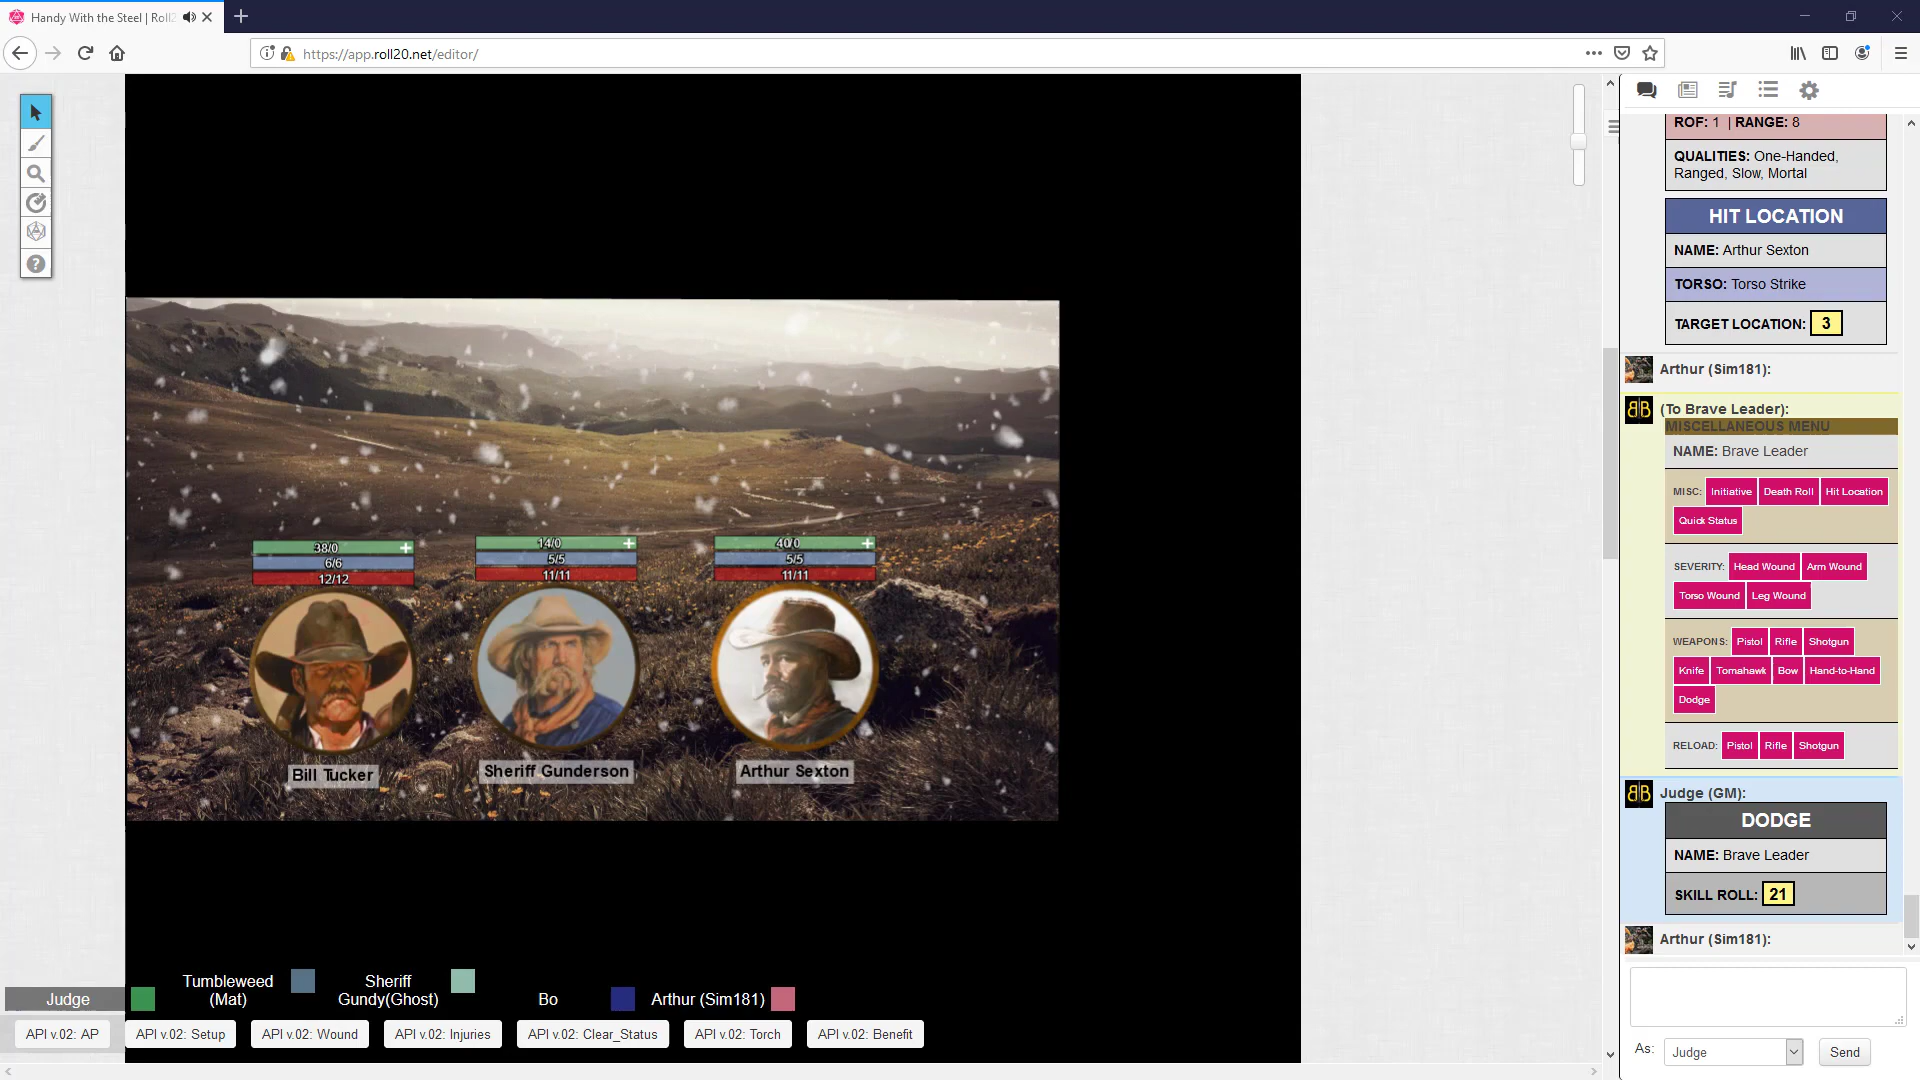 Handy With the Steel | Roll2
https://app.roll20.net/editor/
ROF: 1 | RANGE: 8
QUALITIES: One-Handed,
Ranged, Slow, Mortal
HIT LOCATION
NAME: Arthur Sexton
TORSO: Torso Strike
TARGET LOCATION: 3
Arthur (Sim181):
(To Brave Leader):
MISCELLANEOUS MENU
NAME: Brave Leader
MISC: Initiative Death Roll Hit Location
Quick Status
SEVERITY: Head Wound Arm Wound
Torso Wound Leg Wound
WEAPONS: Pistol Rifle Shotgun
Knife Tomahawk Bow Hand-to-Hand
Dodge
RELOAD: Pistol Rifle Shotgun
Judge (GM):
DODGE
NAME: Brave Leader
SKILL ROLL: 21
Arthur (Sim181):
As: Judge Send
38/0
6/6
12/12
Bill Tucker
14/0
5/5
11/11
Sheriff Gunderson
40/0
5/5
11/11
Arthur Sexton
Judge
Tumbleweed
(Mat)
Sheriff
Gundy(Ghost)
Bo
Arthur (Sim181)
API v.02: AP API v.02: Setup API v.02: Wound API v.02: Injuries API v.02: Clear_Status API v.02: Torch API v.02: Benefit